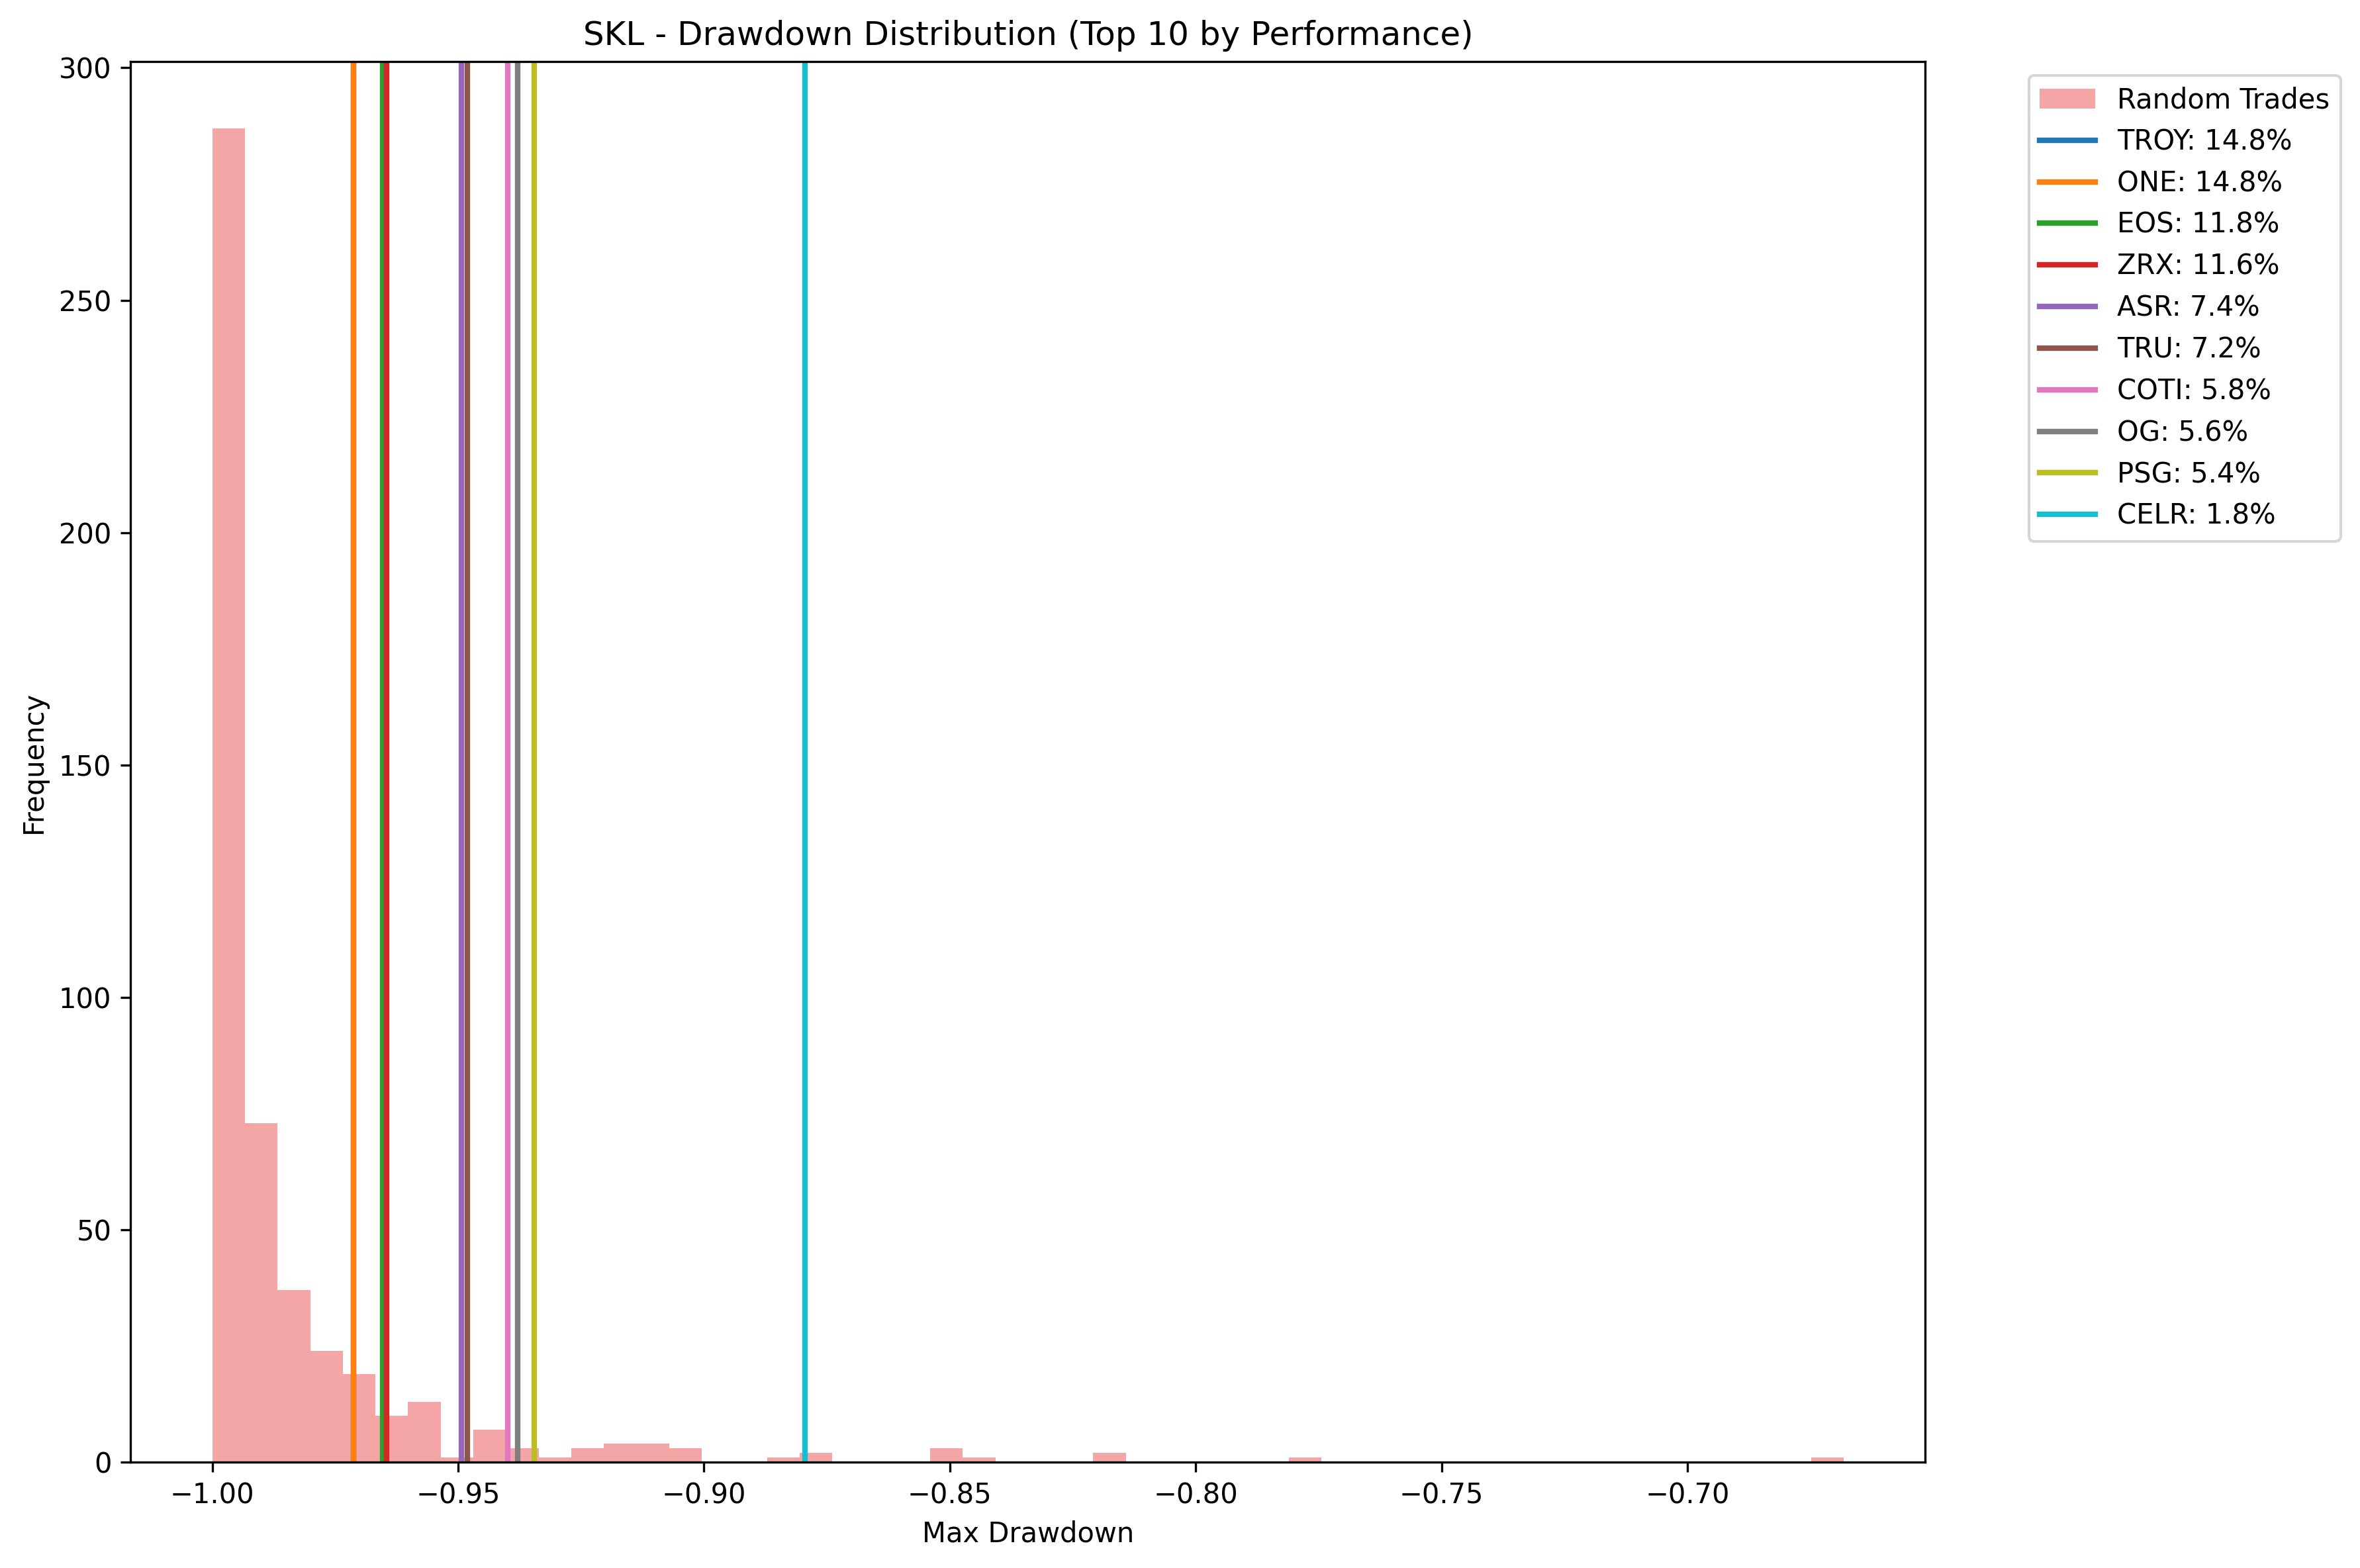 SKL - Drawdown Distribution (Top 10 by Performance)
300
250
200
150
100
50
0
Frequency
−1.00
−0.95
−0.90
−0.85
−0.80
−0.75
−0.70
Max Drawdown
Random Trades
TROY: 14.8%
ONE: 14.8%
EOS: 11.8%
ZRX: 11.6%
ASR: 7.4%
TRU: 7.2%
COTI: 5.8%
OG: 5.6%
PSG: 5.4%
CELR: 1.8%